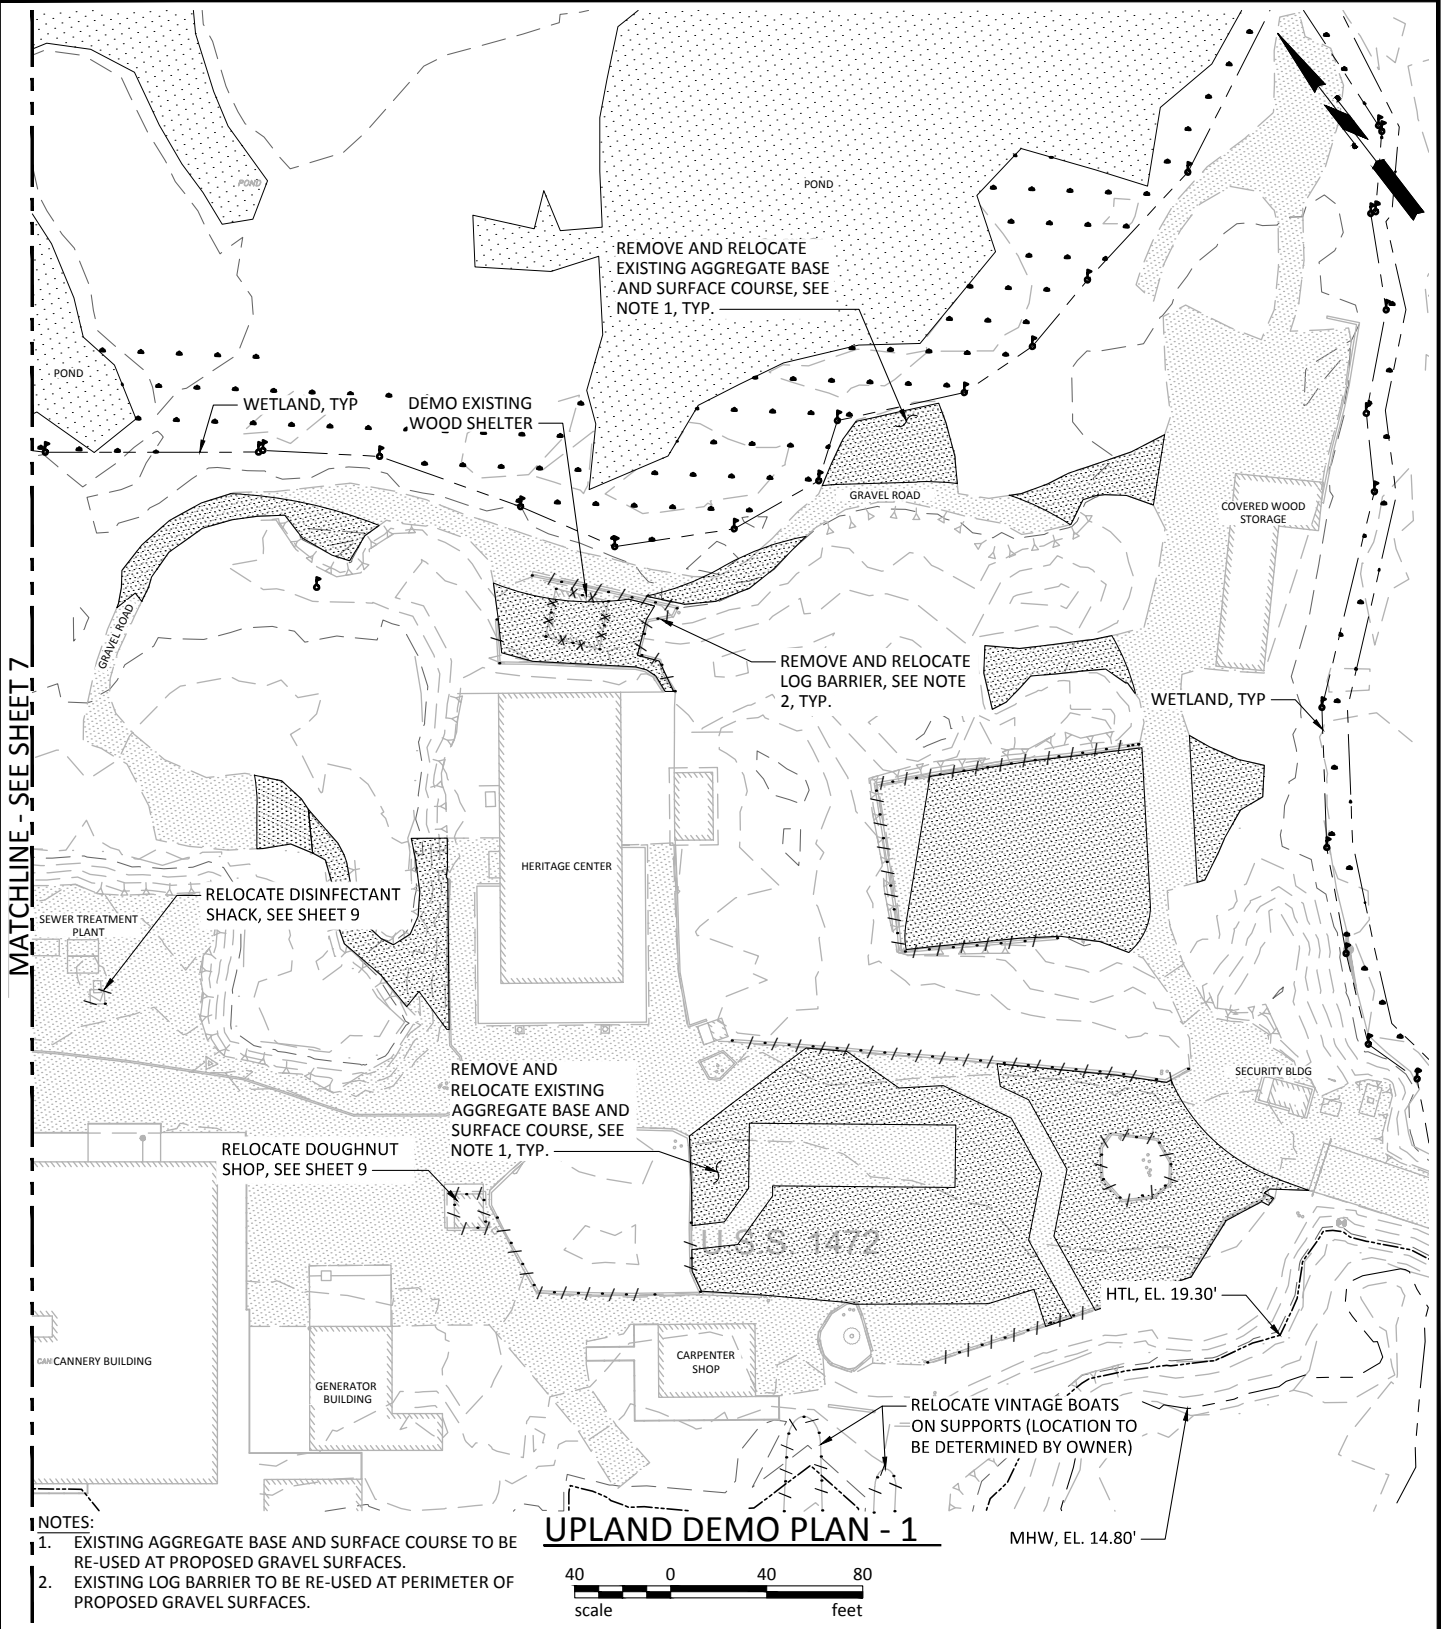 POND
POND
REMOVE AND RELOCATE
EXISTING AGGREGATE BASE
AND SURFACE COURSE, SEE
NOTE 1, TYP.
POND
WETLAND, TYP
DEMO EXISTING
WOOD SHELTER
GRAVEL ROAD
COVERED WOOD
STORAGE
GRAVEL ROAD
REMOVE AND RELOCATE
LOG BARRIER, SEE NOTE
2, TYP.
WETLAND, TYP
MATCHLINE - SEE SHEET 7
HERITAGE CENTER
RELOCATE DISINFECTANT
SHACK, SEE SHEET 9
SEWER TREATMENT
PLANT
REMOVE AND
RELOCATE EXISTING
AGGREGATE BASE AND
SURFACE COURSE, SEE
NOTE 1, TYP.
SECURITY BLDG
RELOCATE DOUGHNUT
SHOP, SEE SHEET 9
U.S.S. 1472
HTL, EL. 19.30'
CANNERY BUILDING
CARPENTER
SHOP
GENERATOR
BUILDING
RELOCATE VINTAGE BOATS
ON SUPPORTS (LOCATION TO
BE DETERMINED BY OWNER)
MHW, EL. 14.80'
NOTES:
1. EXISTING AGGREGATE BASE AND SURFACE COURSE TO BE
RE-USED AT PROPOSED GRAVEL SURFACES.
2. EXISTING LOG BARRIER TO BE RE-USED AT PERIMETER OF
PROPOSED GRAVEL SURFACES.
UPLAND DEMO PLAN - 1
40 0 40 80
scale feet